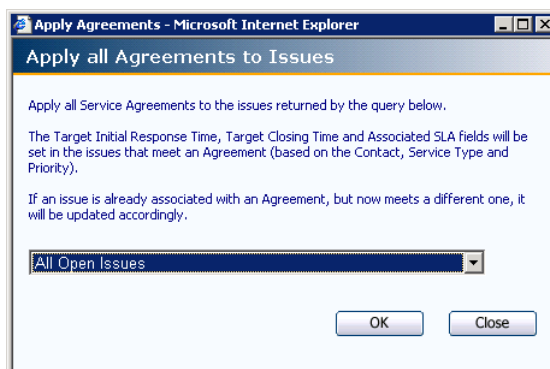 Apply Agreements - Microsoft Internet Explorer
Apply all Agreements to Issues
Apply all Service Agreements to the issues returned by the query below.
The Target Initial Response Time, Target Closing Time and Associated SLA fields will be
set in the issues that meet an Agreement (based on the Contact, Service Type and
Priority).
If an issue is already associated with an Agreement, but now meets a different one, it
will be updated accordingly.
All Open Issues
OK Close